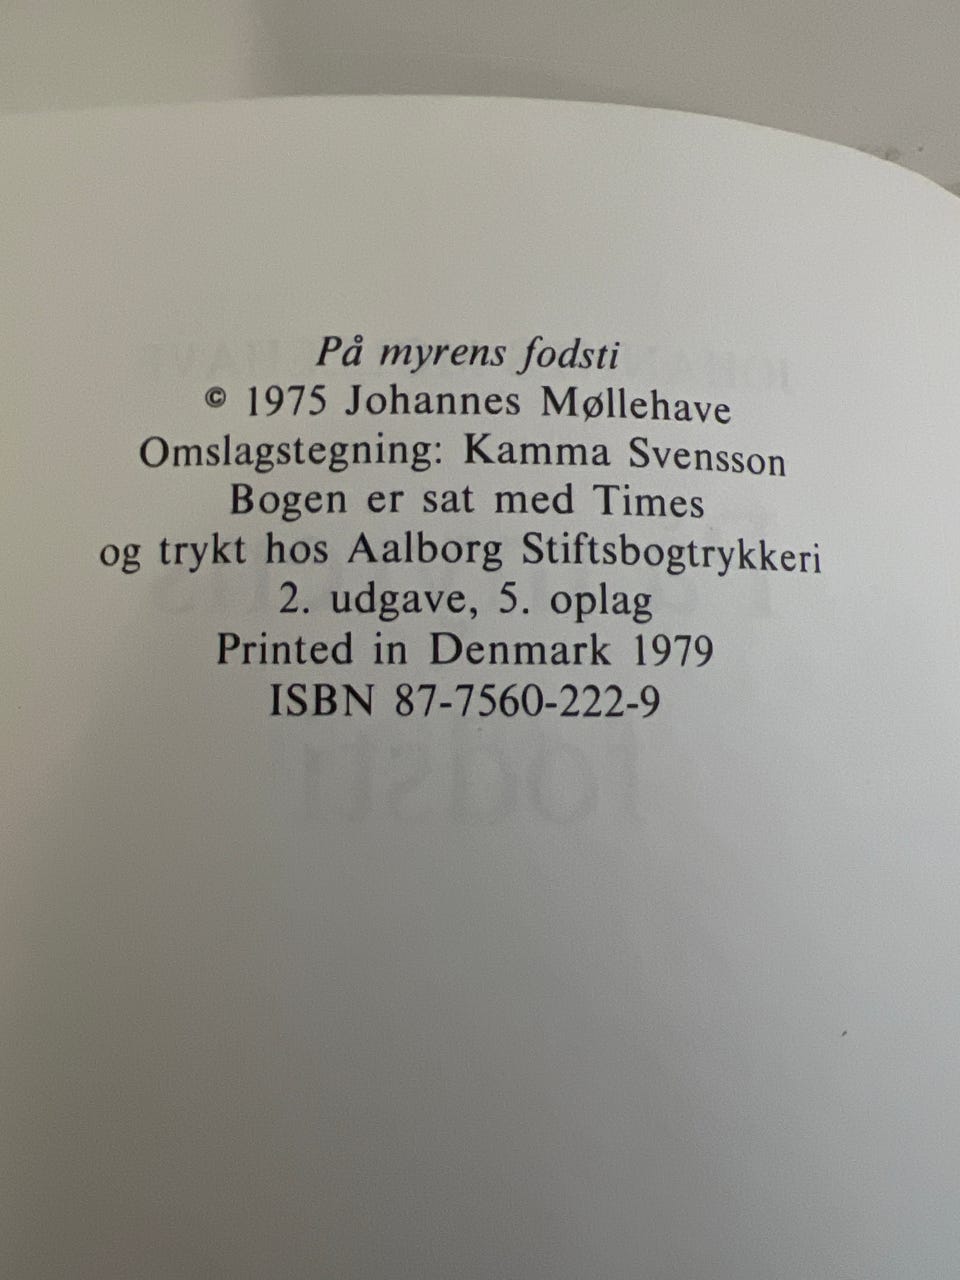 På myrens fodsti
© 1975 Johannes Møllehave
Omslagstegning: Kamma Svensson
Bogen er sat med Times
og trykt hos Aalborg Stiftsbogtrykkeri
2. udgave, 5. oplag
Printed in Denmark 1979
ISBN 87-7560-222-9